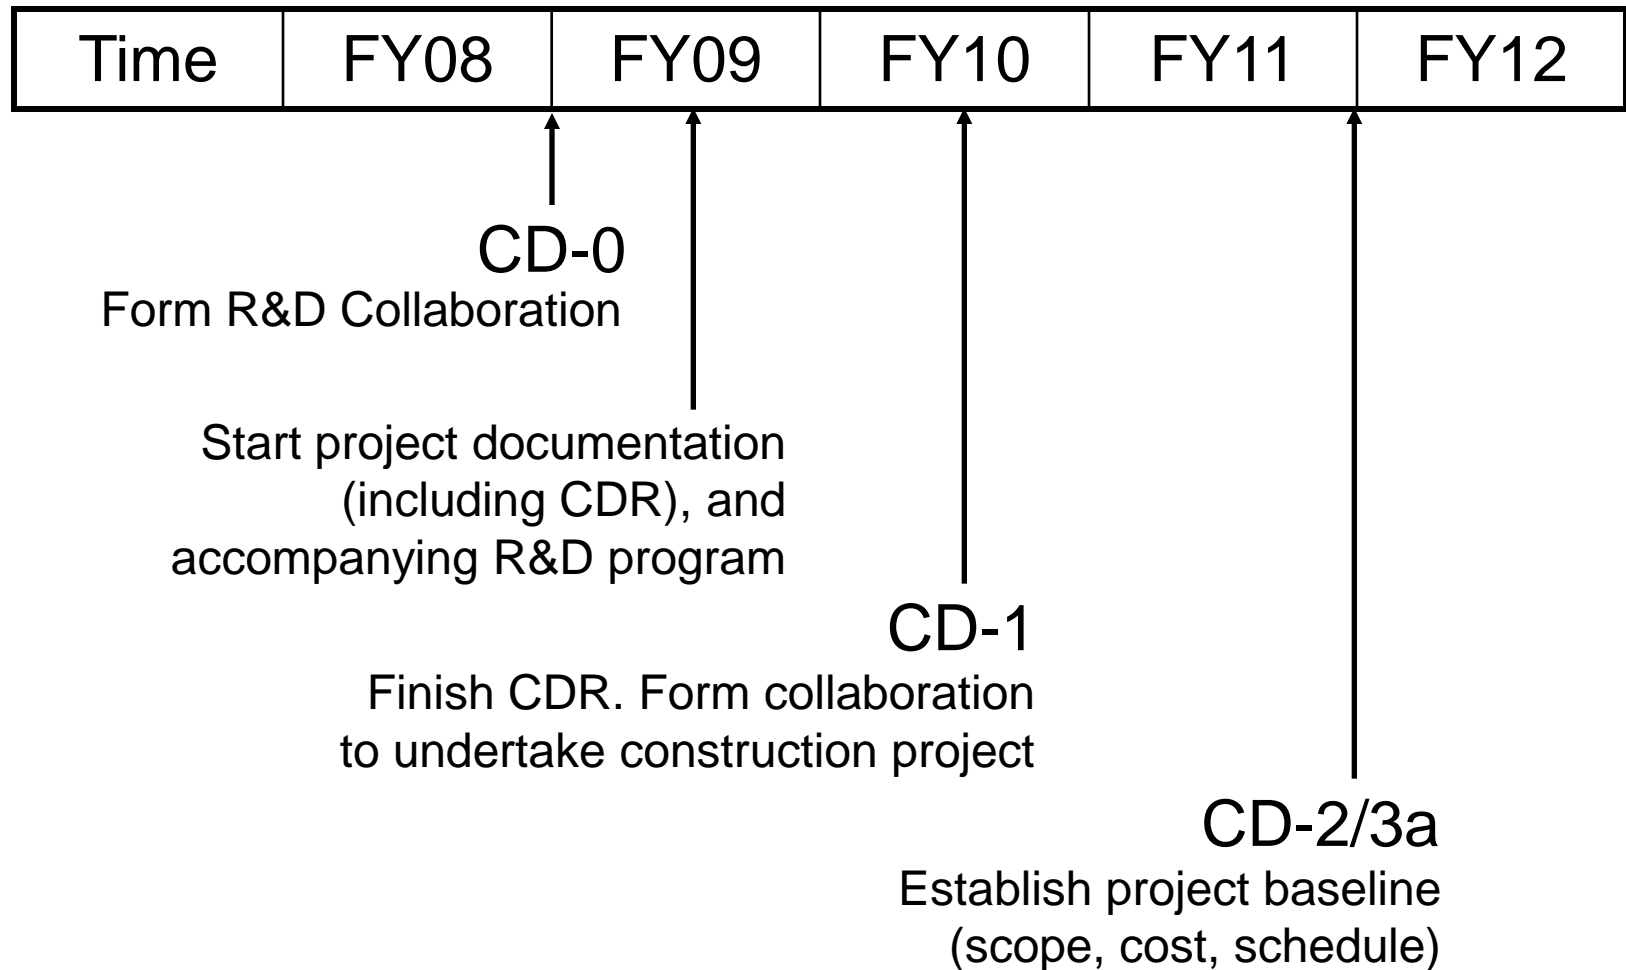 Time FY08 FY09 FY10 FY11 FY12
CD-0
Form R&D Collaboration
Start project documentation
(including CDR), and
accompanying R&D program
CD-1
Finish CDR. Form collaboration
to undertake construction project
CD-2/3a
Establish project baseline
(scope, cost, schedule)